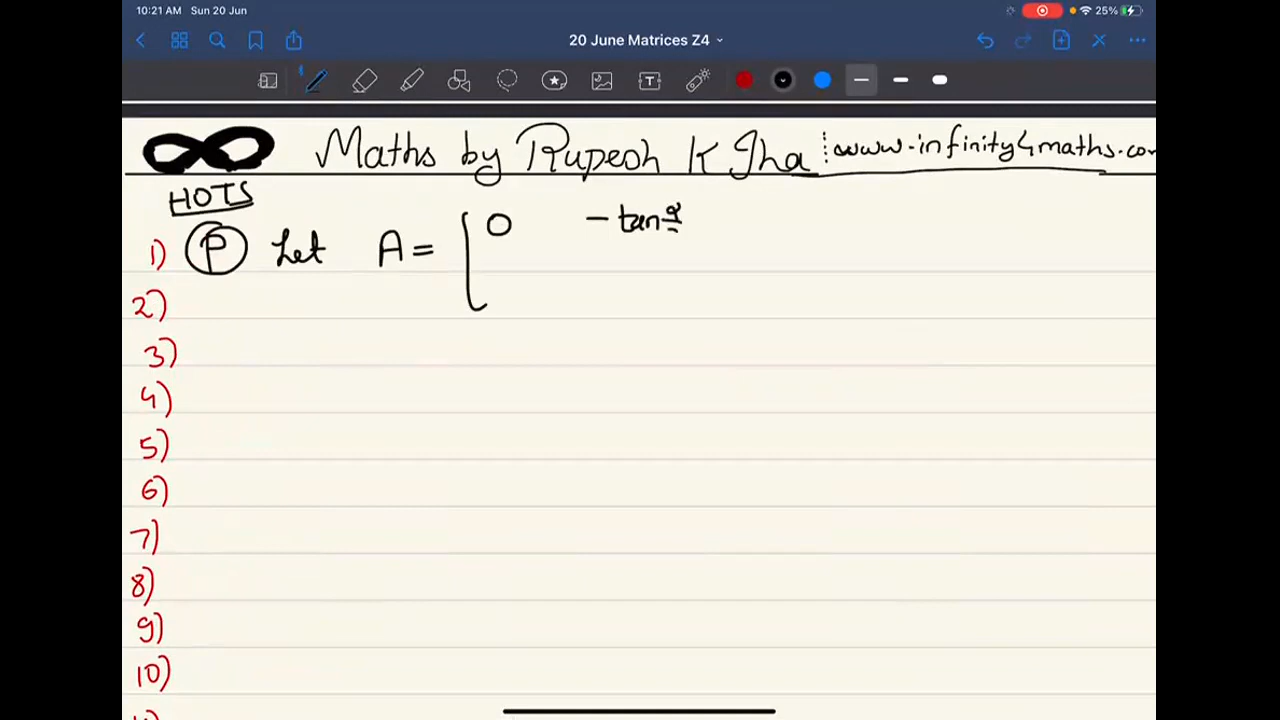 10:21 AM Sun 20 Jun 25%
20 June Matrices Z4
∞ Maths by Rupesh K Jha www.infinity4maths.com
HOTS
1) P Let A = [ 0 - tan α/
2)
3)
4)
5)
6)
7)
8)
9)
10)